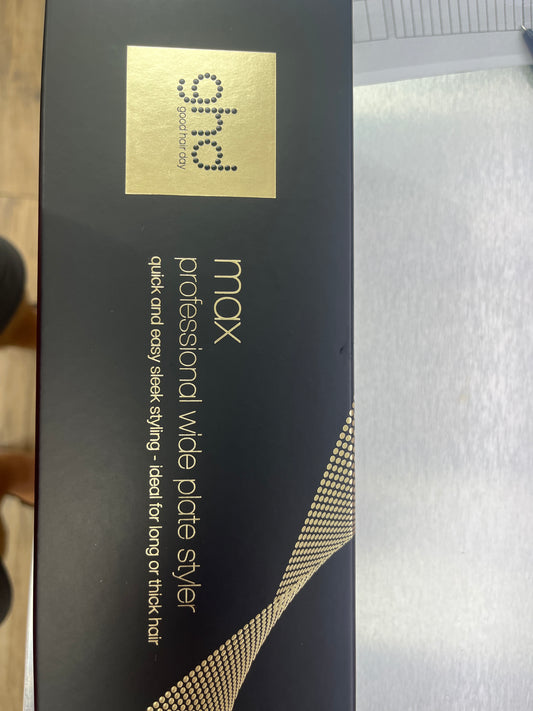 ghd
good hair day
max
professional wide plate styler
quick and easy sleek styling - ideal for long or thick hair